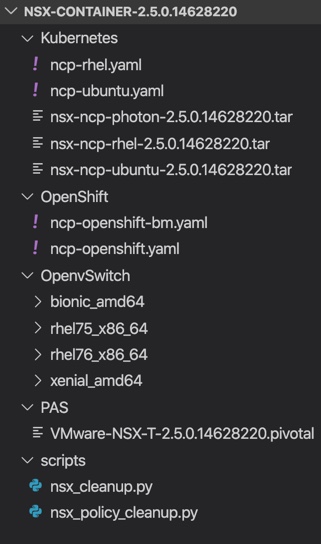 NSX-CONTAINER-2.5.0.14628220
Kubernetes
ncp-rhel.yaml
ncp-ubuntu.yaml
nsx-ncp-photon-2.5.0.14628220.tar
nsx-ncp-rhel-2.5.0.14628220.tar
nsx-ncp-ubuntu-2.5.0.14628220.tar
OpenShift
ncp-openshift-bm.yaml
ncp-openshift.yaml
OpenvSwitch
bionic_amd64
rhel75_x86_64
rhel76_x86_64
xenial_amd64
PAS
VMware-NSX-T-2.5.0.14628220.pivotal
scripts
nsx_cleanup.py
nsx_policy_cleanup.py